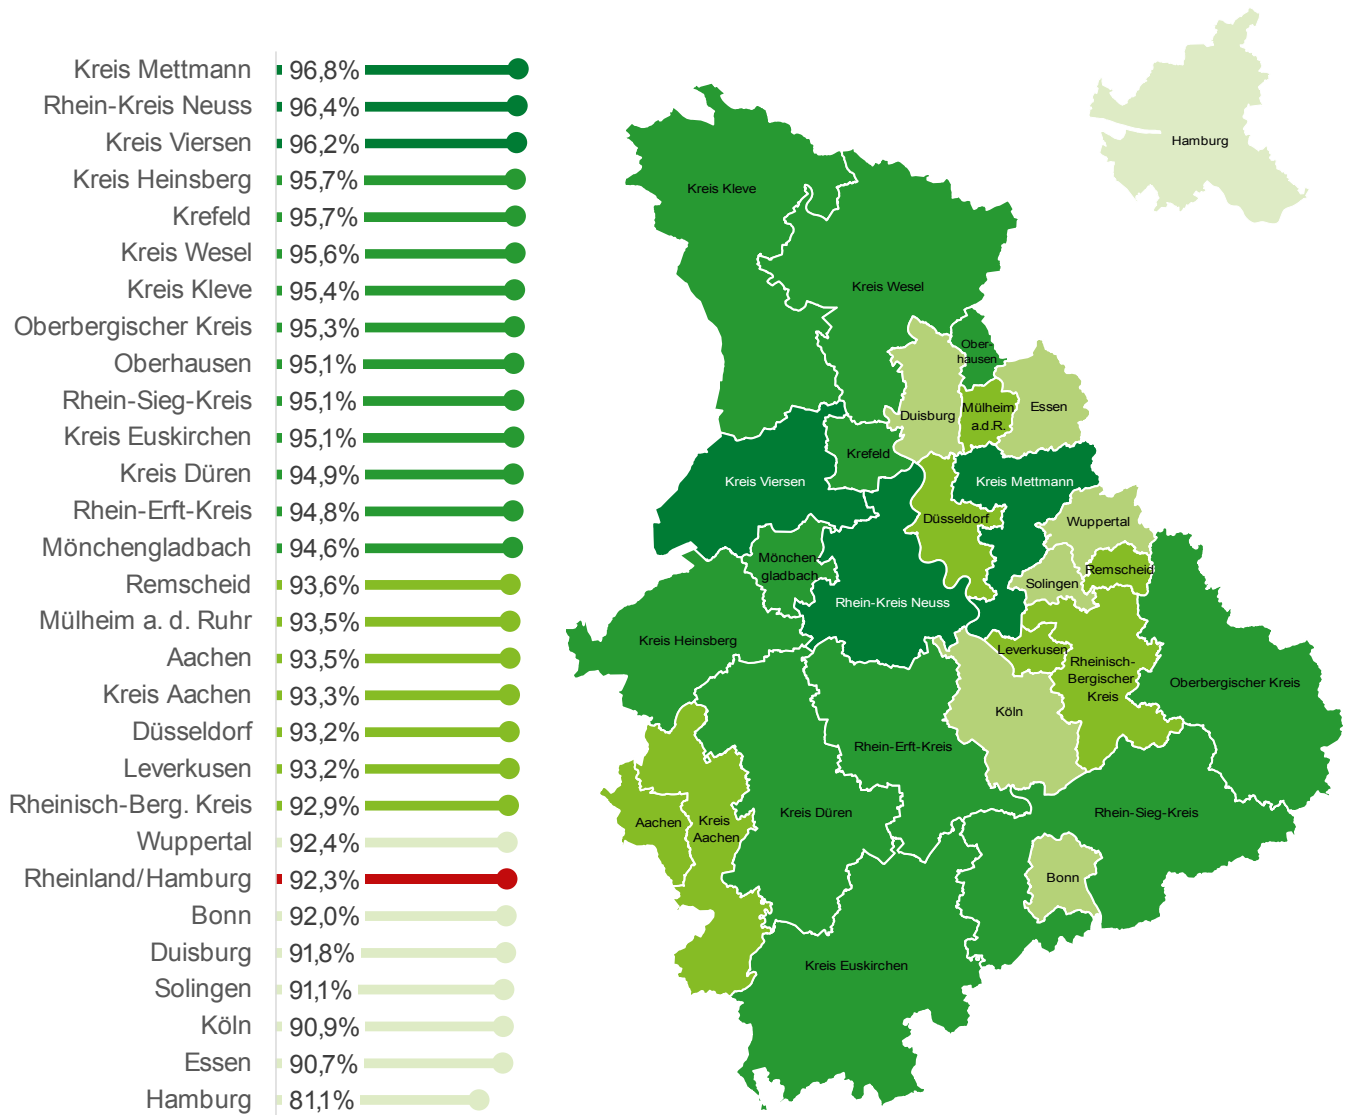 Kreis Mettmann 96,8%
Rhein-Kreis Neuss 96,4%
Kreis Viersen 96,2%
Kreis Heinsberg 95,7%
Krefeld 95,7%
Kreis Wesel 95,6%
Kreis Kleve 95,4%
Oberbergischer Kreis 95,3%
Oberhausen 95,1%
Rhein-Sieg-Kreis 95,1%
Kreis Euskirchen 95,1%
Kreis Düren 94,9%
Rhein-Erft-Kreis 94,8%
Mönchengladbach 94,6%
Remscheid 93,6%
Mülheim a. d. Ruhr 93,5%
Aachen 93,5%
Kreis Aachen 93,3%
Düsseldorf 93,2%
Leverkusen 93,2%
Rheinisch-Berg. Kreis 92,9%
Wuppertal 92,4%
Rheinland/Hamburg 92,3%
Bonn 92,0%
Duisburg 91,8%
Solingen 91,1%
Köln 90,9%
Essen 90,7%
Hamburg 81,1%
Hamburg
Kreis Kleve
Kreis Wesel
Ober-
hausen
Duisburg
Mülheim
a.d.R.
Essen
Krefeld
Kreis Viersen
Kreis Mettmann
Düsseldorf
Wuppertal
Mönchen-
gladbach
Remscheid
Solingen
Rhein-Kreis Neuss
Kreis Heinsberg
Leverkusen
Rheinisch-
Bergischer
Kreis
Oberbergischer Kreis
Köln
Rhein-Erft-Kreis
Kreis Düren
Rhein-Sieg-Kreis
Aachen
Kreis
Aachen
Bonn
Kreis Euskirchen